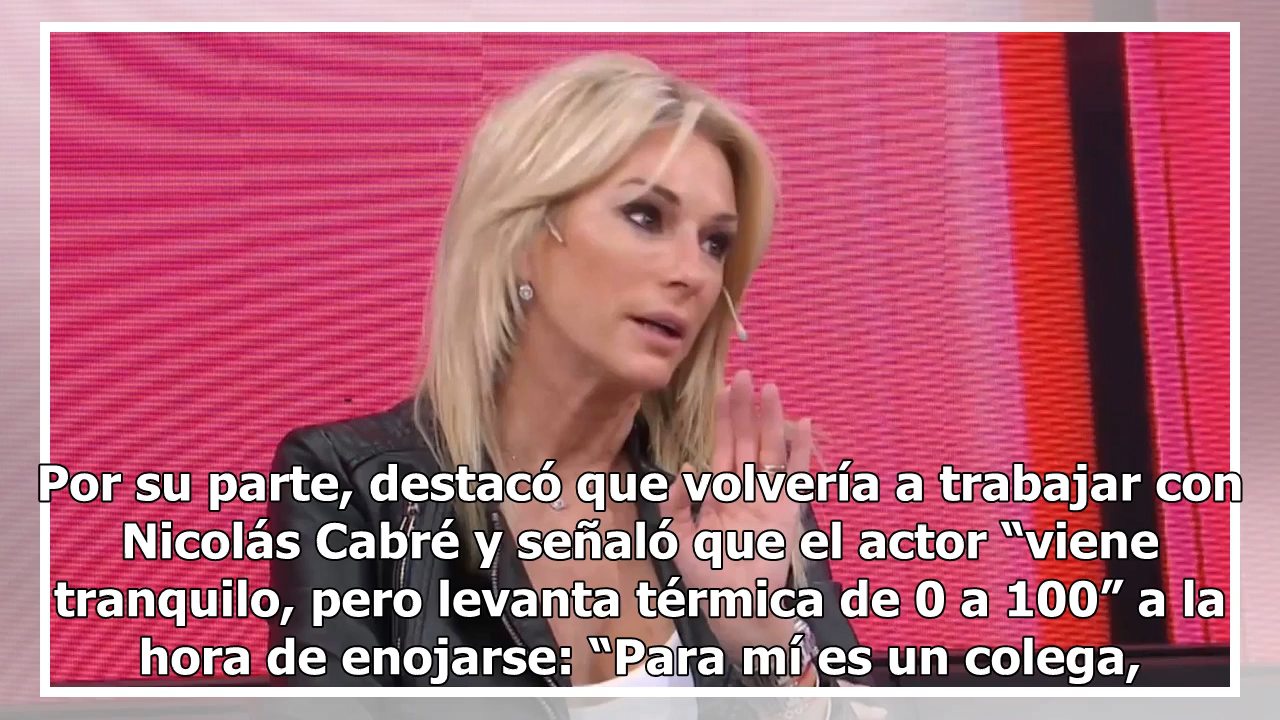 Por su parte, destacó que volvería a trabajar con
Nicolás Cabré y señaló que el actor “viene
tranquilo, pero levanta térmica de 0 a 100” a la
hora de enojarse: “Para mí es un colega,